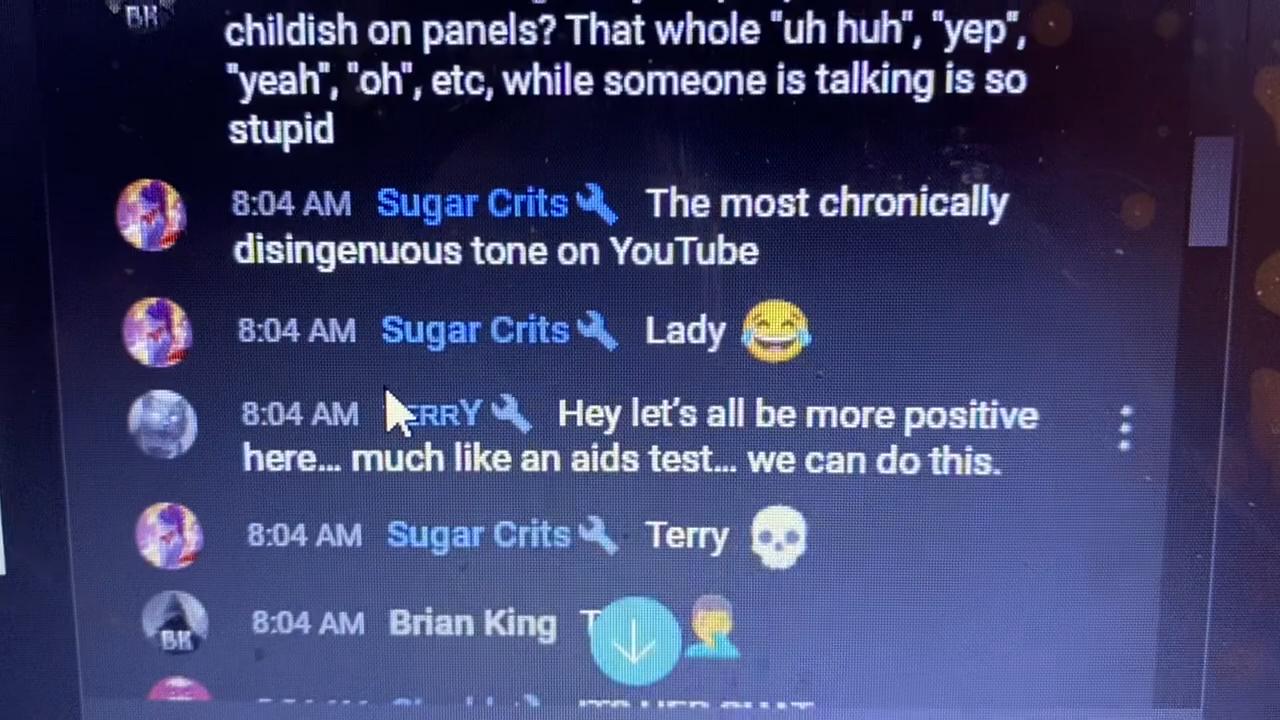 childish on panels? That whole "uh huh", "yep",
"yeah", "oh", etc, while someone is talking is so
stupid
8:04 AM Sugar Crits The most chronically
disingenuous tone on YouTube
8:04 AM Sugar Crits Lady 😂
8:04 AM ERRY Hey let's all be more positive
here... much like an aids test... we can do this.
8:04 AM Sugar Crits Terry 💀
BK 8:04 AM Brian King T